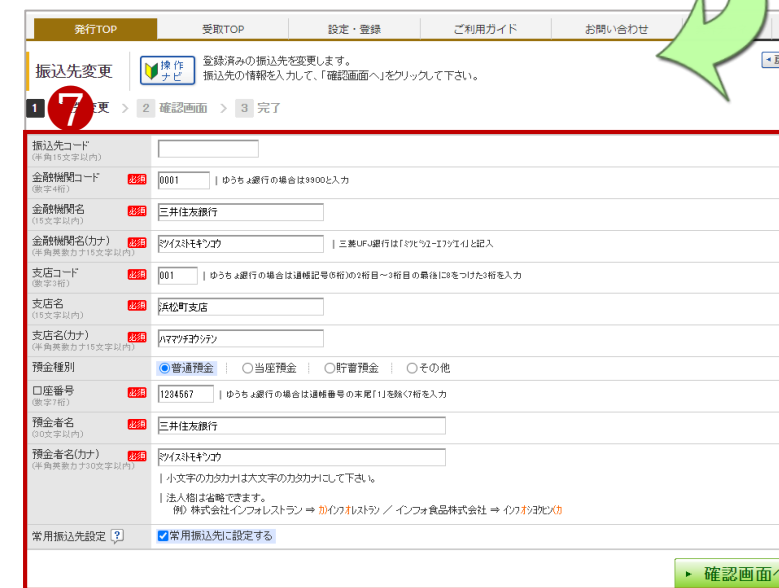 発行TOP 受取TOP 設定・登録 ご利用ガイド お問い合わせ
振込先変更 操作ナビ 登録済みの振込先を変更します。
振込先の情報を入力して、「確認画面へ」をクリックして下さい。
1 変更 > 2 確認画面 > 3 完了
7
振込先コード
(半角15文字以内)
金融機関コード 必須 0001 | ゆうちょ銀行の場合は9900と入力
(数字4桁)
金融機関名 必須 三井住友銀行
(15文字以内)
金融機関名(カナ) 必須 ﾐﾂｲｽﾐﾄﾓｷﾞﾝｺｳ | 三菱UFJ銀行は「ﾐﾂﾋﾞｼﾕ-ｴﾌｼﾞｴｲ」と記入
(半角英数カナ15文字以内)
支店コード 必須 001 | ゆうちょ銀行の場合は通帳記号(5桁)の2桁目～3桁目の最後に8をつけた3桁を入力
(数字3桁)
支店名 必須 浜松町支店
(15文字以内)
支店名(カナ) 必須 ﾊﾏﾏﾂﾁﾖｳｼﾃﾝ
(半角英数カナ15文字以内)
預金種別 普通預金 | 当座預金 | 貯蓄預金 | その他
口座番号 必須 1234567 | ゆうちょ銀行の場合は通帳番号の末尾「1」を除く7桁を入力
(数字7桁)
預金者名 必須 三井住友銀行
(30文字以内)
預金者名(カナ) 必須 ﾐﾂｲｽﾐﾄﾓｷﾞﾝｺｳ
(半角英数カナ30文字以内)
| 小文字のカタカナは大文字のカタカナにして下さい。
| 法人格は省略できます。
例) 株式会社インフォレストラン ⇒ ｶ)ｲﾝﾌｵﾚｽﾄﾗﾝ ／ インフォ食品株式会社 ⇒ ｲﾝﾌｵｼﾖｸﾋﾝ(ｶ
常用振込先設定 ? 常用振込先に設定する
確認画面へ